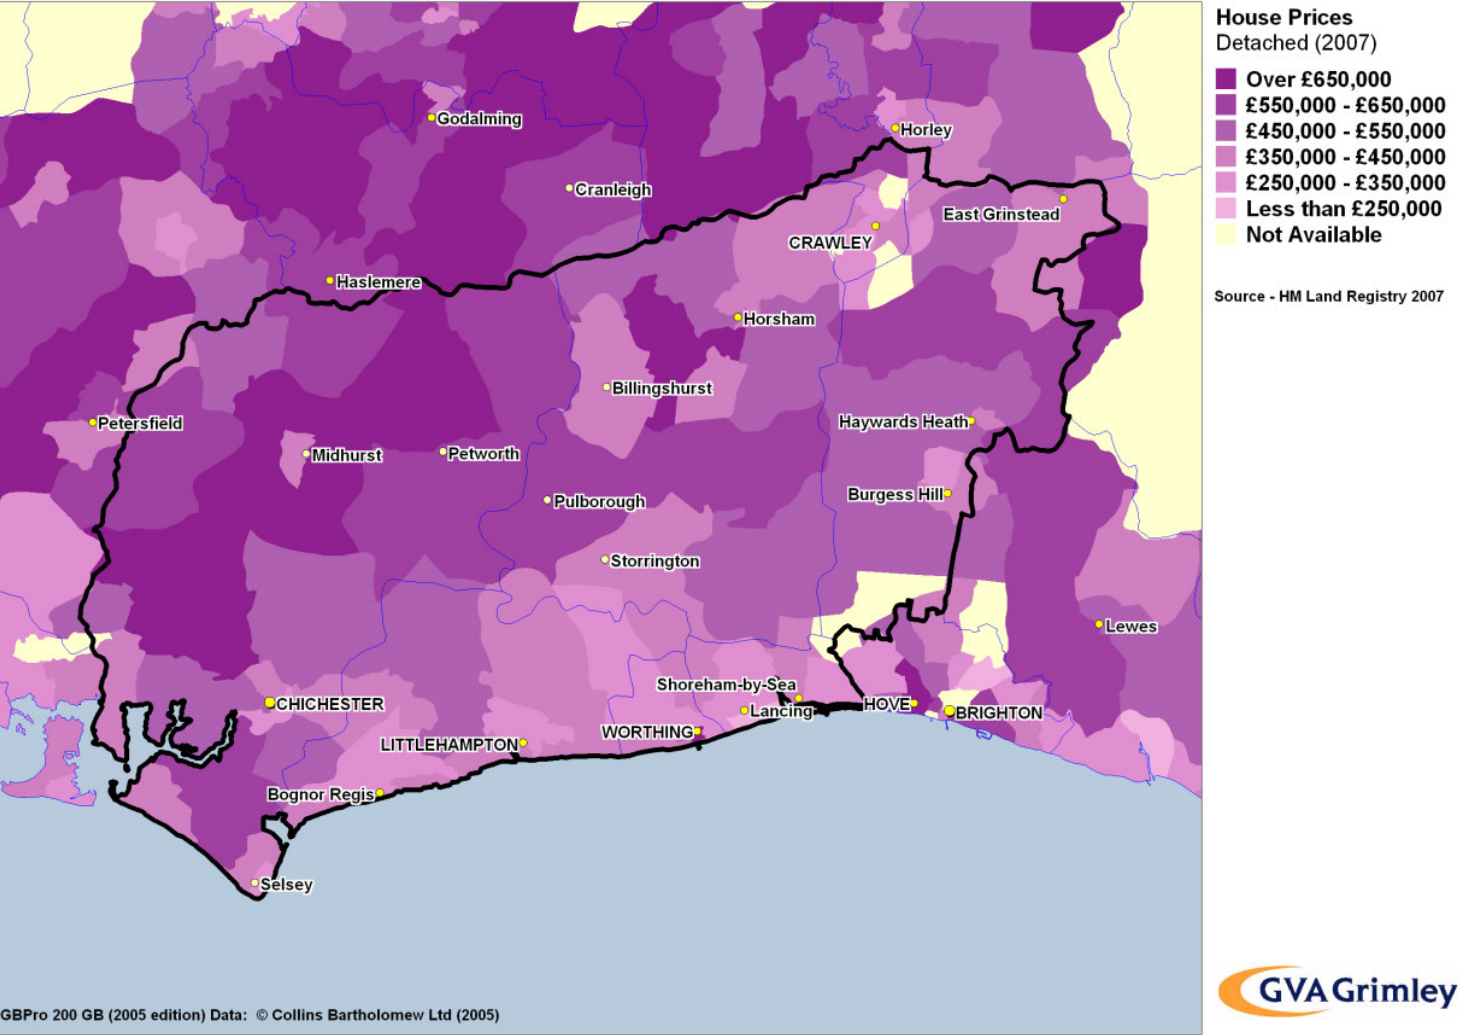 House Prices
Detached (2007)
Over £650,000
£550,000 - £650,000
£450,000 - £550,000
£350,000 - £450,000
£250,000 - £350,000
Less than £250,000
Not Available
Source - HM Land Registry 2007
Godalming
Horley
Cranleigh
East Grinstead
CRAWLEY
Haslemere
Horsham
Billingshurst
Petersfield
Haywards Heath
Midhurst
Petworth
Burgess Hill
Pulborough
Storrington
Lewes
Shoreham-by-Sea
CHICHESTER
HOVE
Lancing
BRIGHTON
WORTHING
LITTLEHAMPTON
Bognor Regis
Selsey
GVA Grimley
GBPro 200 GB (2005 edition) Data: © Collins Bartholomew Ltd (2005)